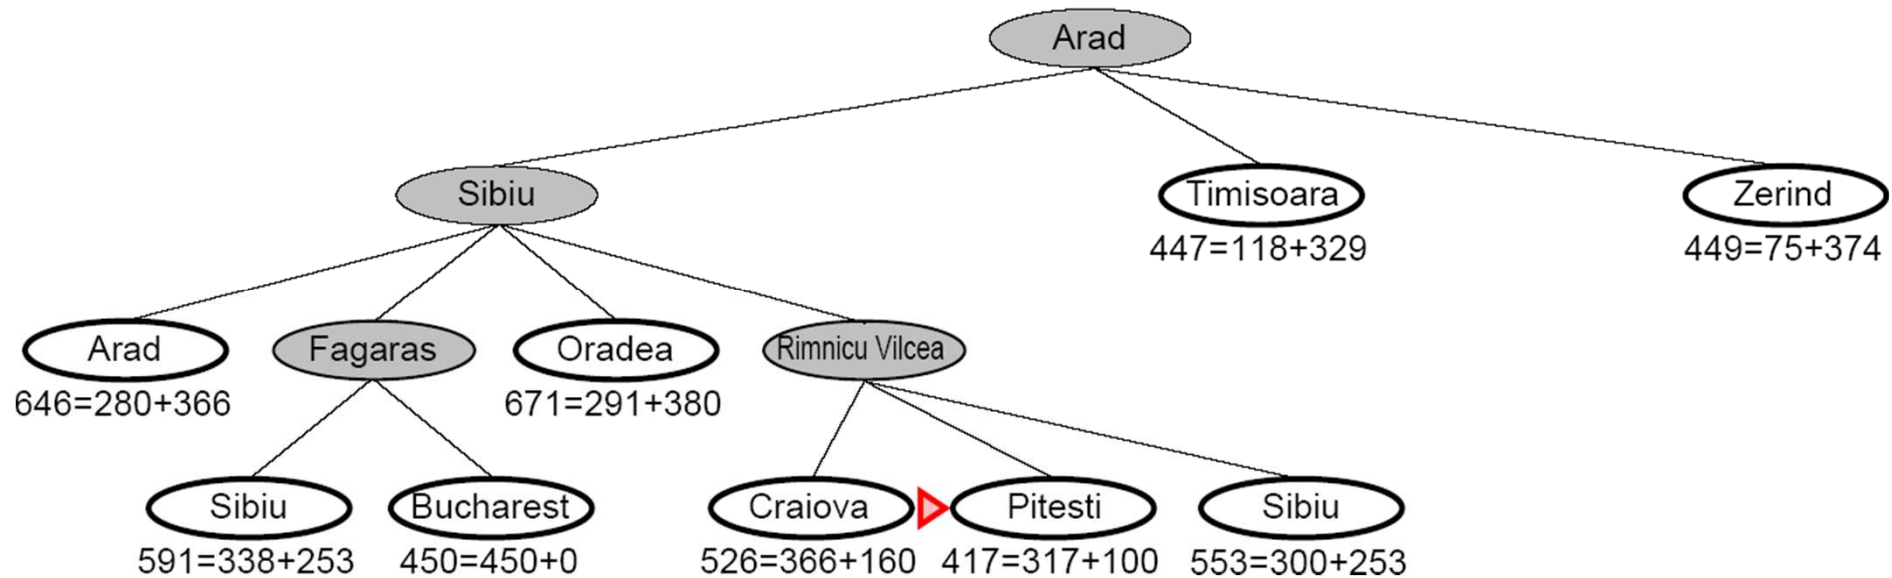 Arad
Sibiu
Timisoara
Zerind
447=118+329
449=75+374
Arad
Fagaras
Oradea
Rimnicu Vilcea
646=280+366
671=291+380
Sibiu
Bucharest
Craiova
Pitesti
Sibiu
591=338+253
450=450+0
526=366+160
417=317+100
553=300+253